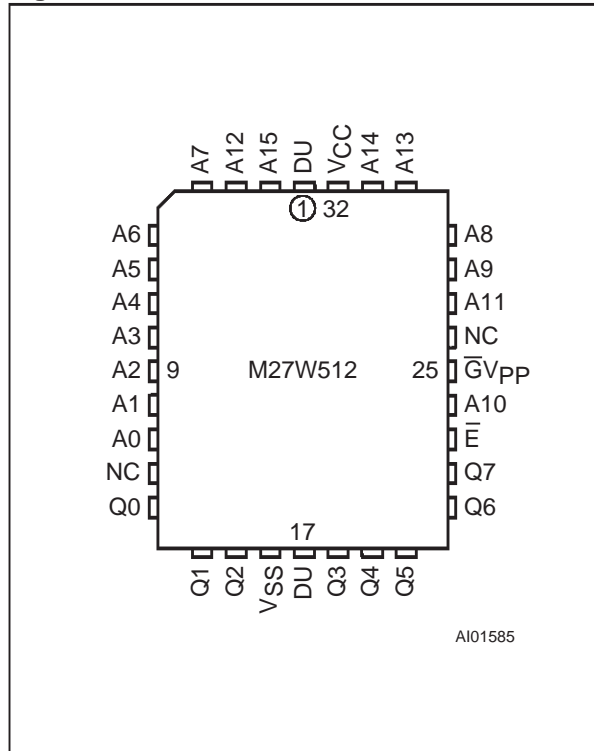 A7 A12 A15 DU VCC A14 A13
1 32
A6 A8
A5 A9
A4 A11
A3 NC
A2 9 M27W512 25 G̅VPP
A1 A10
A0 E̅
NC Q7
Q0 Q6
17
Q1 Q2 VSS DU Q3 Q4 Q5
AI01585